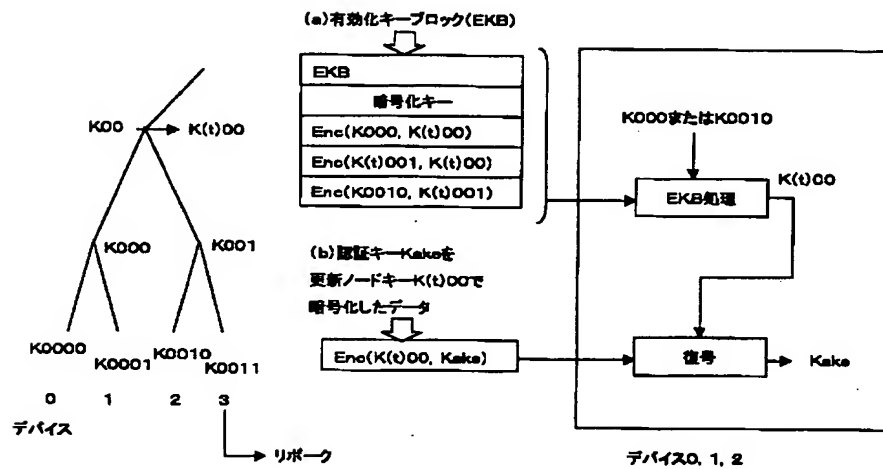 (a)有効化キーブロック(EKB)
EKB
暗号化キー
Enc(K000, K(t)00)
Enc(K(t)001, K(t)00)
Enc(K0010, K(t)001)
K00
K(t)00
K000
K001
K0000
K0001
K0010
K0011
0
1
2
3
デバイス
リボーク
(b)認証キーKakeを
更新ノードキーK(t)00で
暗号化したデータ
Enc(K(t)00, Kake)
K000またはK0010
EKB処理
K(t)00
復号
Kake
デバイス0, 1, 2